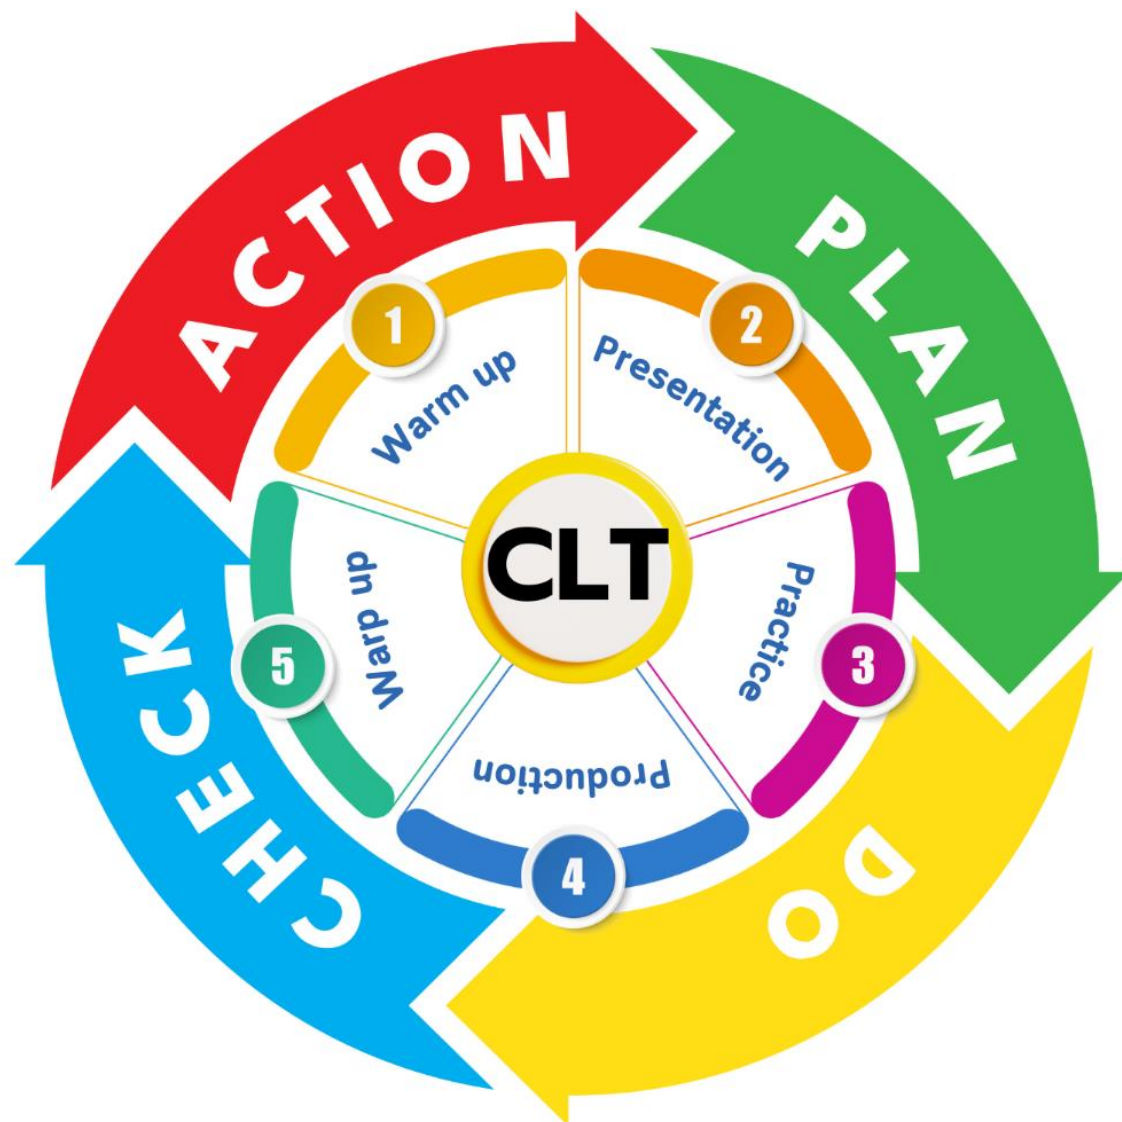 ACTION
PLAN
DO
CHECK
1
Warm up
2
Presentation
3
Practice
4
Production
5
Warp up
CLT